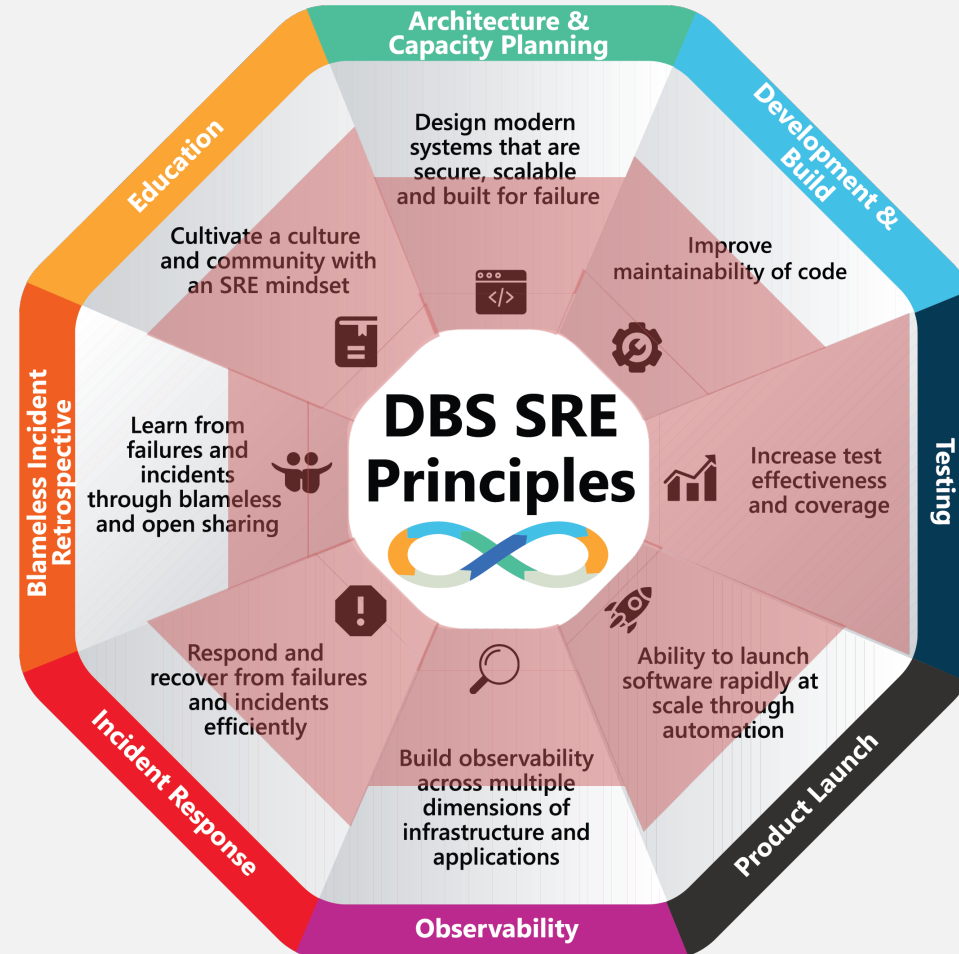 Architecture &
Capacity Planning
Design modern
systems that are
secure, scalable
and built for failure
Development &
Build
Improve
maintainability of code
Testing
Increase test
effectiveness
and coverage
Product Launch
Ability to launch
software rapidly at
scale through
automation
Observability
Build observability
across multiple
dimensions of
infrastructure and
applications
Incident Response
Respond and
recover from failures
and incidents
efficiently
Blameless Incident
Retrospective
Learn from
failures and
incidents
through blameless
and open sharing
Education
Cultivate a culture
and community with
an SRE mindset
DBS SRE
Principles